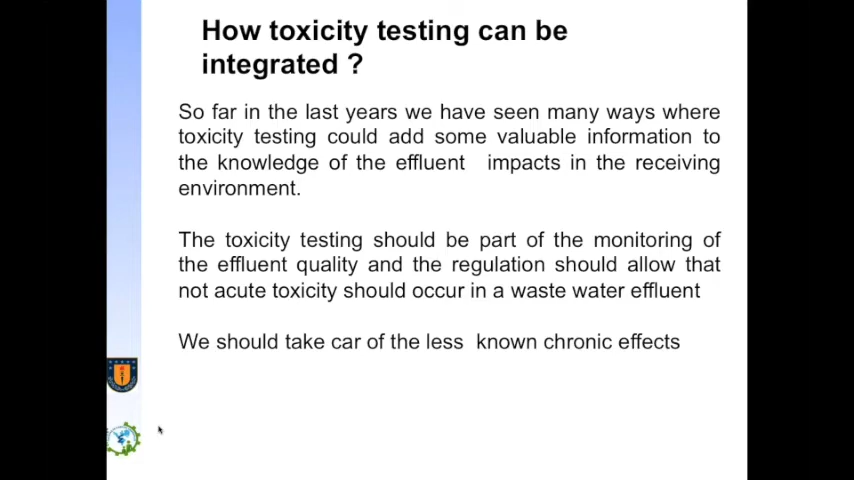 How toxicity testing can be
integrated ?
So far in the last years we have seen many ways where
toxicity testing could add some valuable information to
the knowledge of the effluent impacts in the receiving
environment.
The toxicity testing should be part of the monitoring of
the effluent quality and the regulation should allow that
not acute toxicity should occur in a waste water effluent
We should take car of the less known chronic effects